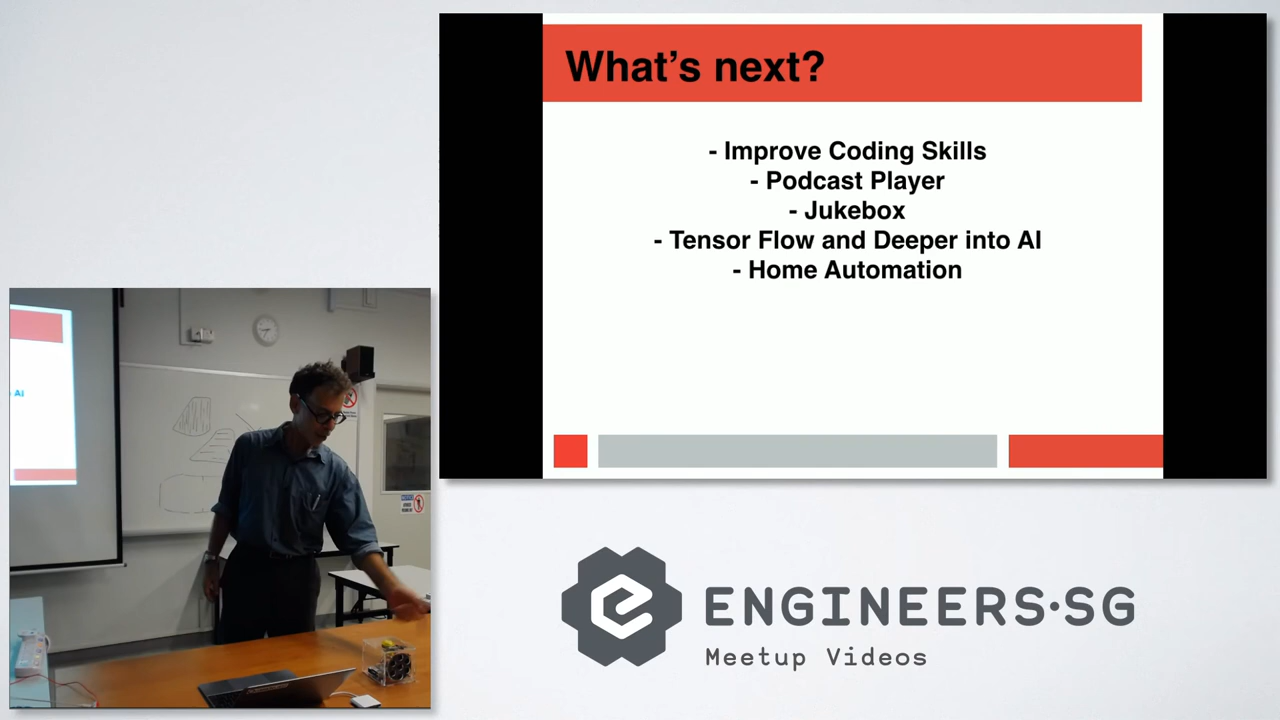 What's next?
- Improve Coding Skills
- Podcast Player
- Jukebox
- Tensor Flow and Deeper into AI
- Home Automation
AI
ENGINEERS.SG
Meetup Videos